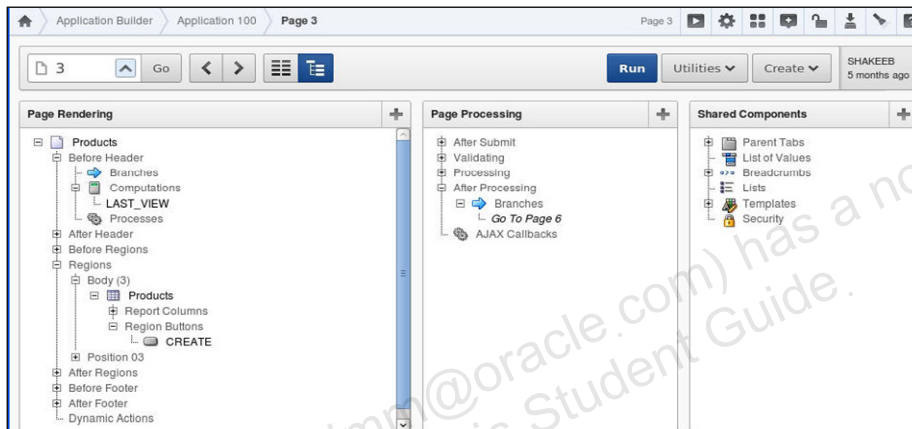 Application Builder Application 100 Page 3 Page 3
3 Go Run Utilities Create SHAKEEB
5 months ago
Page Rendering
Products
Before Header
Branches
Computations
LAST_VIEW
Processes
After Header
Before Regions
Regions
Body (3)
Products
Report Columns
Region Buttons
CREATE
Position 03
After Regions
Before Footer
After Footer
Dynamic Actions
Page Processing
After Submit
Validating
Processing
After Processing
Branches
Go To Page 6
AJAX Callbacks
Shared Components
Parent Tabs
List of Values
Breadcrumbs
Lists
Templates
Security
@oracle.com) has a
Student Guide.